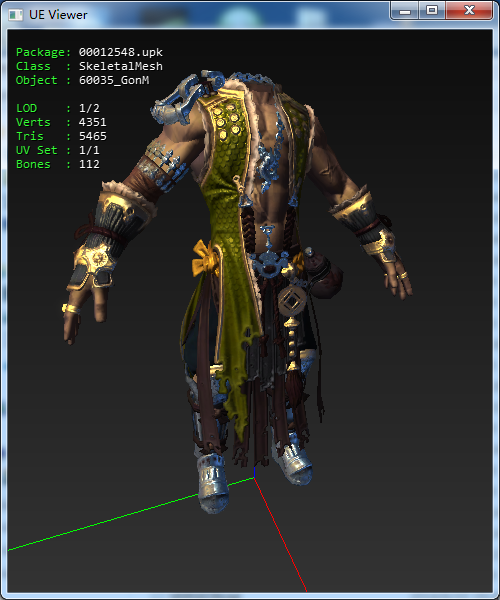 UE Viewer
Package: 00012548.upk
Class : SkeletalMesh
Object : 60035_GonM
LOD : 1/2
Verts : 4351
Tris : 5465
UV Set : 1/1
Bones : 112